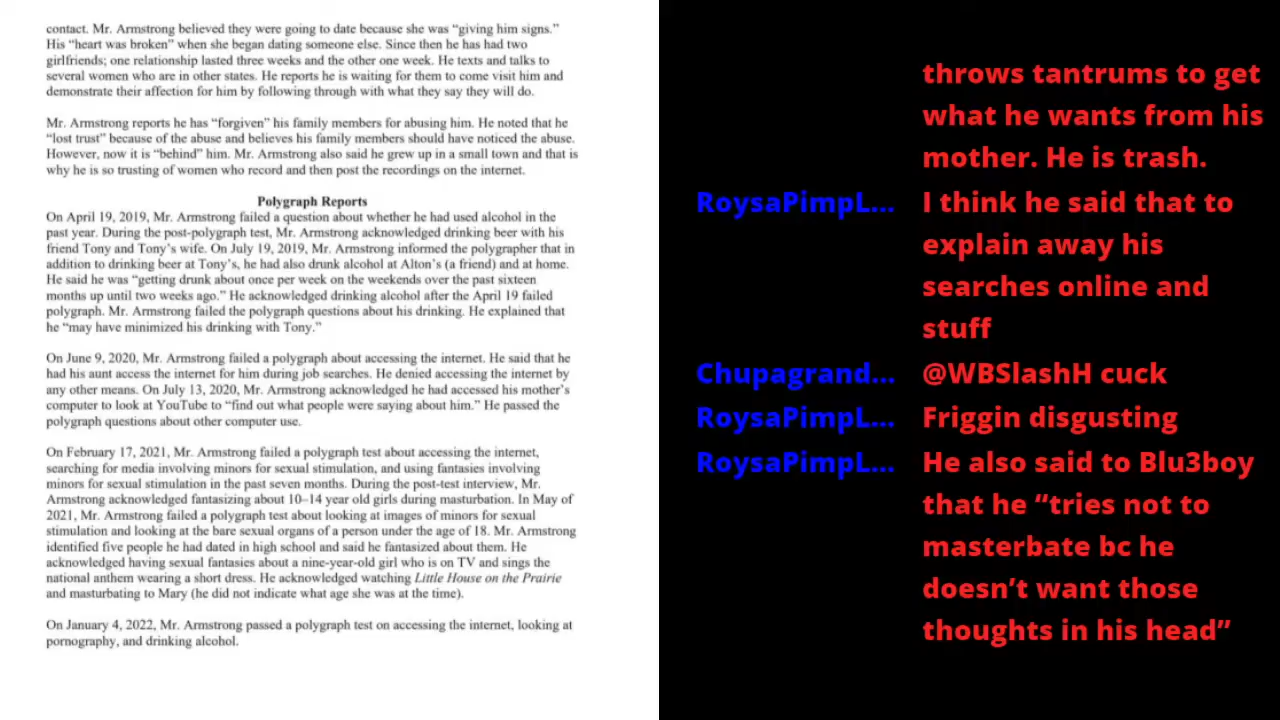 contact. Mr. Armstrong believed they were going to date because she was “giving him signs.”
His “heart was broken” when she began dating someone else. Since then he has had two
girlfriends; one relationship lasted three weeks and the other one week. He texts and talks to
several women who are in other states. He reports he is waiting for them to come visit him and
demonstrate their affection for him by following through with what they say they will do.
Mr. Armstrong reports he has “forgiven” his family members for abusing him. He noted that he
“lost trust” because of the abuse and believes his family members should have noticed the abuse.
However, now it is “behind” him. Mr. Armstrong also said he grew up in a small town and that is
why he is so trusting of women who record and then post the recordings on the internet.
Polygraph Reports
On April 19, 2019, Mr. Armstrong failed a question about whether he had used alcohol in the
past year. During the post-polygraph test, Mr. Armstrong acknowledged drinking beer with his
friend Tony and Tony’s wife. On July 19, 2019, Mr. Armstrong informed the polygrapher that in
addition to drinking beer at Tony’s, he had also drunk alcohol at Alton’s (a friend) and at home.
He said he was “getting drunk about once per week on the weekends over the past sixteen
months up until two weeks ago.” He acknowledged drinking alcohol after the April 19 failed
polygraph. Mr. Armstrong failed the polygraph questions about his drinking. He explained that
he “may have minimized his drinking with Tony.”
On June 9, 2020, Mr. Armstrong failed a polygraph about accessing the internet. He said that he
had his aunt access the internet for him during job searches. He denied accessing the internet by
any other means. On July 13, 2020, Mr. Armstrong acknowledged he had accessed his mother’s
computer to look at YouTube to “find out what people were saying about him.” He passed the
polygraph questions about other computer use.
On February 17, 2021, Mr. Armstrong failed a polygraph test about accessing the internet,
searching for media involving minors for sexual stimulation, and using fantasies involving
minors for sexual stimulation in the past seven months. During the post-test interview, Mr.
Armstrong acknowledged fantasizing about 10–14 year old girls during masturbation. In May of
2021, Mr. Armstrong failed a polygraph test about looking at images of minors for sexual
stimulation and looking at the bare sexual organs of a person under the age of 18. Mr. Armstrong
identified five people he had dated in high school and said he fantasized about them. He
acknowledged having sexual fantasies about a nine-year-old girl who is on TV and sings the
national anthem wearing a short dress. He acknowledged watching Little House on the Prairie
and masturbating to Mary (he did not indicate what age she was at the time).
On January 4, 2022, Mr. Armstrong passed a polygraph test on accessing the internet, looking at
pornography, and drinking alcohol.
throws tantrums to get
what he wants from his
mother. He is trash.
RoysaPimpL... I think he said that to
explain away his
searches online and
stuff
Chupagrand... @WBSlashH cuck
RoysaPimpL... Friggin disgusting
RoysaPimpL... He also said to Blu3boy
that he “tries not to
masterbate bc he
doesn’t want those
thoughts in his head”